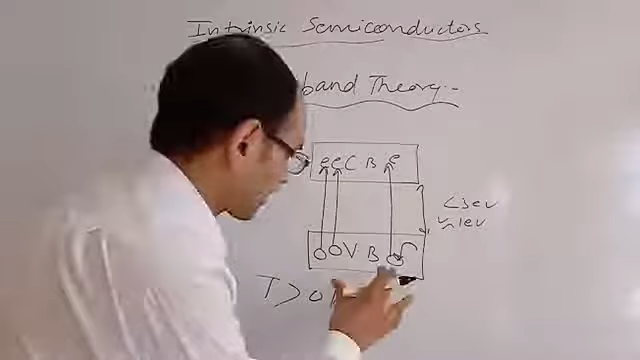 Intrinsic Semiconductors
band Theory
e e C.B e
<3ev
≈1ev
V B
T > 0